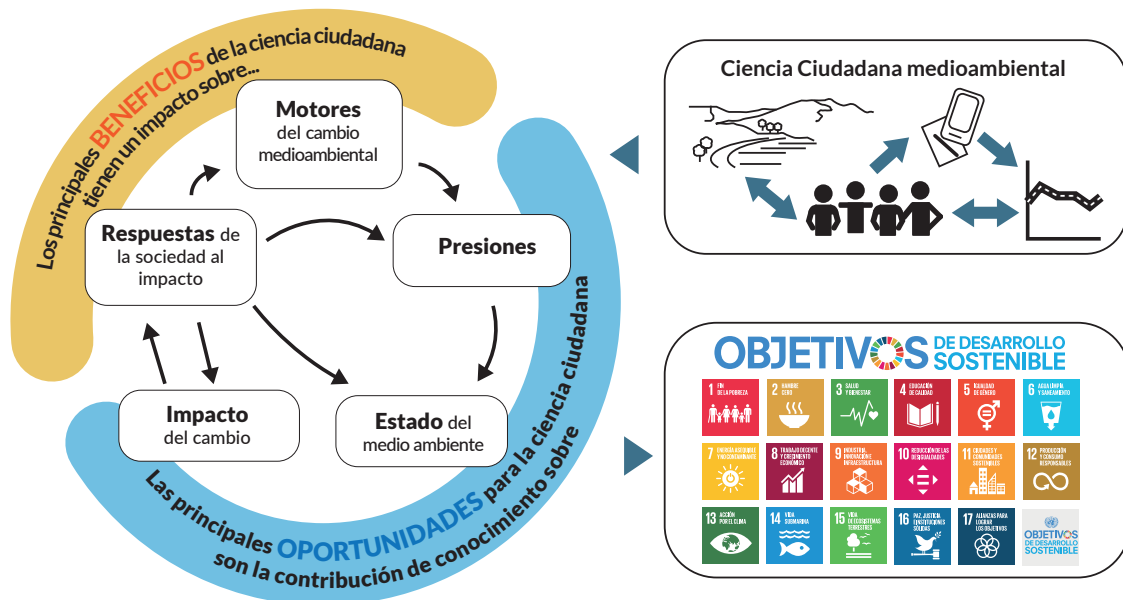 Los principales BENEFICIOS de la ciencia ciudadana
tienen un impacto sobre...
Motores
del cambio
medioambiental
Respuestas de
la sociedad al
impacto
Presiones
Impacto
del cambio
Estado del
medio ambiente
Las principales OPORTUNIDADES para la ciencia ciudadana
son la contribución de conocimiento sobre
Ciencia Ciudadana medioambiental
OBJETIVOS DE DESARROLLO
SOSTENIBLE
1 FIN
DE LA POBREZA
2 HAMBRE
CERO
3 SALUD
Y BIENESTAR
4 EDUCACIÓN
DE CALIDAD
5 IGUALDAD
DE GÉNERO
6 AGUA LIMPIA
Y SANEAMIENTO
7 ENERGÍA ASEQUIBLE
Y NO CONTAMINANTE
8 TRABAJO DECENTE
Y CRECIMIENTO
ECONÓMICO
9 INDUSTRIA,
INNOVACIÓN E
INFRAESTRUCTURA
10 REDUCCIÓN DE LAS
DESIGUALDADES
11 CIUDADES Y
COMUNIDADES
SOSTENIBLES
12 PRODUCCIÓN
Y CONSUMO
RESPONSABLES
13 ACCIÓN
POR EL CLIMA
14 VIDA
SUBMARINA
15 VIDA
DE ECOSISTEMAS
TERRESTRES
16 PAZ, JUSTICIA
E INSTITUCIONES
SÓLIDAS
17 ALIANZAS PARA
LOGRAR
LOS OBJETIVOS
OBJETIVOS
DE DESARROLLO
SOSTENIBLE